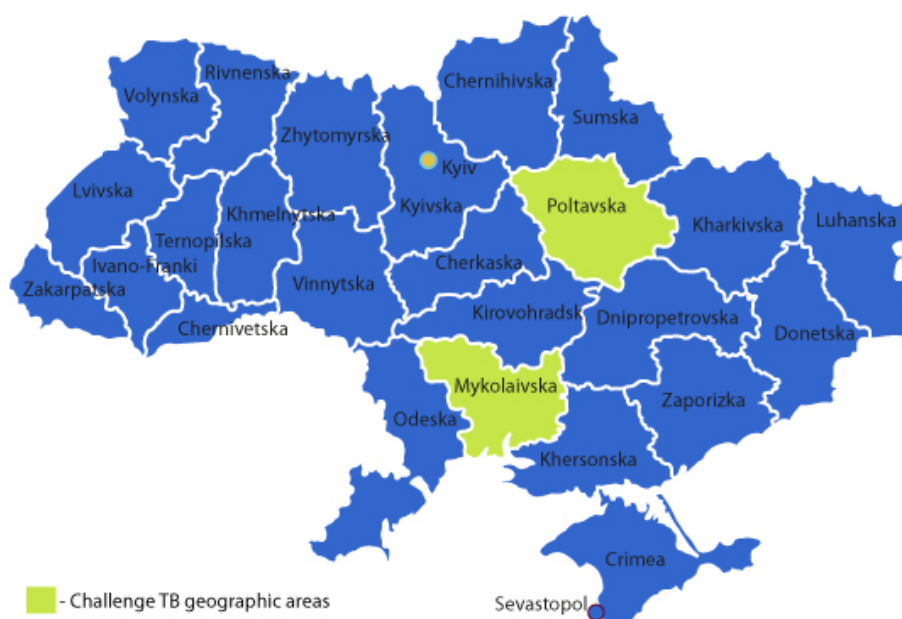 Rivnenska
Volynska
Chernihivska
Sumska
Zhytomyrska
Kyiv
Lvivska
Kyivska
Poltavska
Khmelnytska
Kharkivska
Luhanska
Ternopilska
Ivano-Franki
Cherkaska
Zakarpatska
Vinnytska
Kirovohradsk
Dnipropetrovska
Chernivetska
Donetska
Mykolaivska
Zaporizka
Odeska
Khersonska
Crimea
- Challenge TB geographic areas
Sevastopol